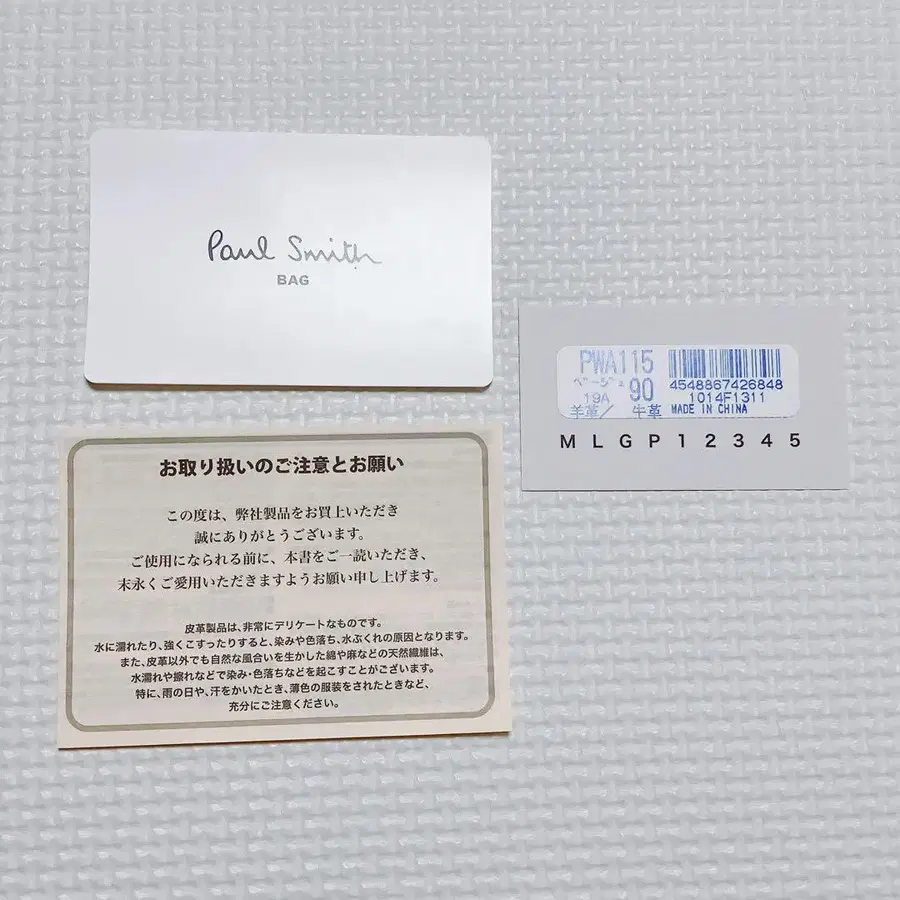 Paul Smith
BAG
PWA115
ベージュ 90
19A
羊革/ 牛革
4548867426848
1014F1311
MADE IN CHINA
M L G P 1 2 3 4 5
お取り扱いのご注意とお願い
この度は、弊社製品をお買上いただき
誠にありがとうございます。
ご使用になられる前に、本書をご一読いただき、
末永くご愛用いただきますようお願い申し上げます。
皮革製品は、非常にデリケートなものです。
水に濡れたり、強くこすったりすると、染みや色落ち、水ぶくれの原因となります。
また、皮革以外でも自然な風合いを生かした綿や麻などの天然繊維は、
水濡れや擦れなどで染み・色落ちなどを起こすことがございます。
特に、雨の日や、汗をかいたとき、薄色の服装をされたときなど、
充分にご注意ください。